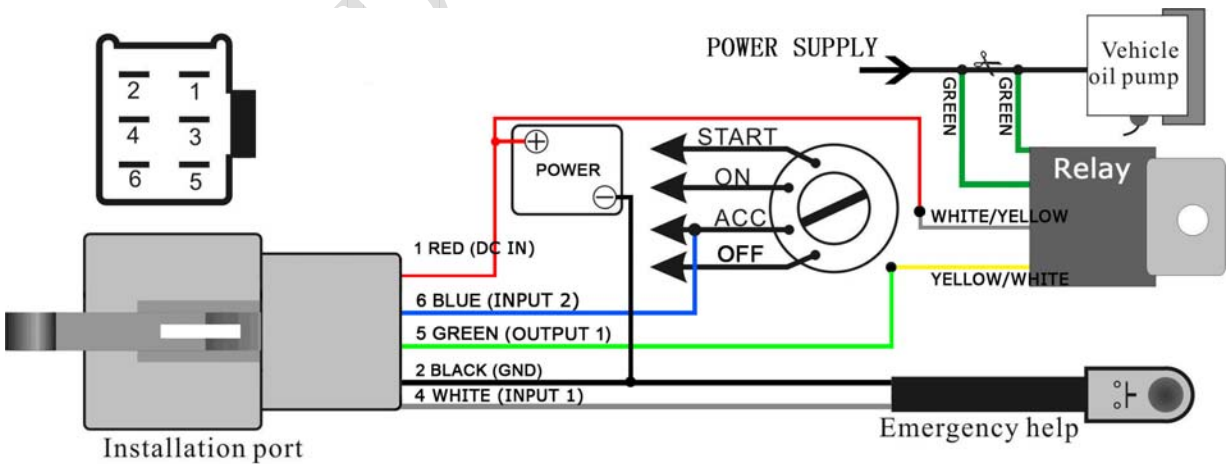 POWER SUPPLY
Vehicle
oil pump
GREEN
GREEN
2 1
4 3
6 5
START
POWER
ON
ACC
OFF
Relay
WHITE/YELLOW
YELLOW/WHITE
1 RED (DC IN)
6 BLUE (INPUT 2)
5 GREEN (OUTPUT 1)
2 BLACK (GND)
4 WHITE (INPUT 1)
Emergency help
Installation port